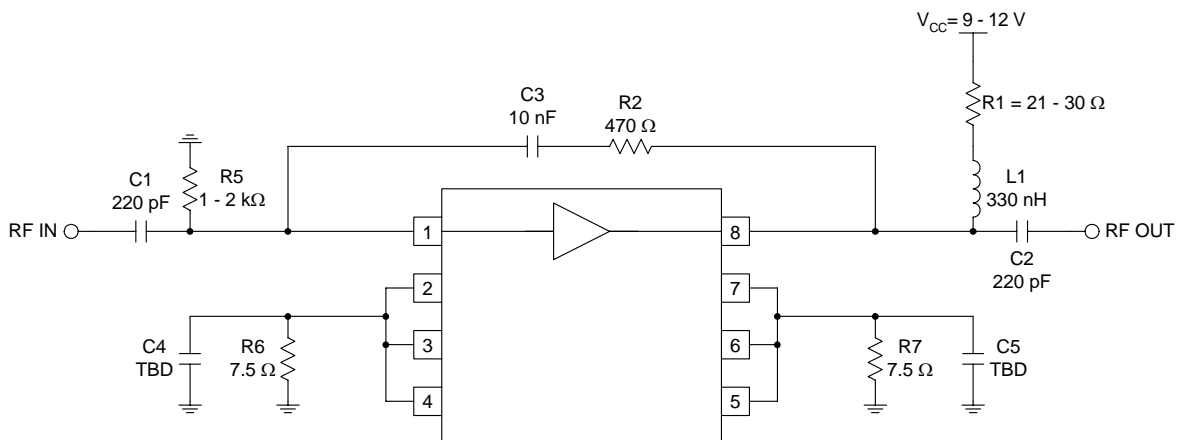 V_CC = 9 - 12 V
R1 = 21 - 30 Ω
C3
10 nF
R2
470 Ω
C1
220 pF
R5
1 - 2 kΩ
L1
330 nH
RF IN
1
8
RF OUT
C2
220 pF
2
7
C4
TBD
R6
7.5 Ω
3
6
R7
7.5 Ω
C5
TBD
4
5